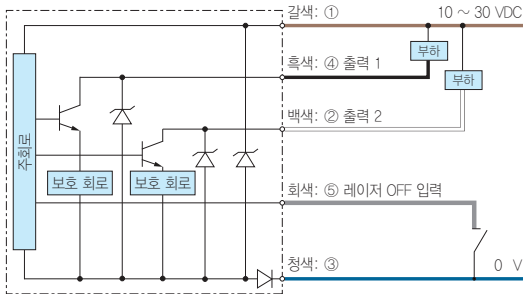 갈색: ① 10 ～ 30 VDC
부하
흑색: ④ 출력 1
부하
백색: ② 출력 2
주회로
보호 회로 보호 회로
회색: ⑤ 레이저 OFF 입력
청색: ③ 0 V